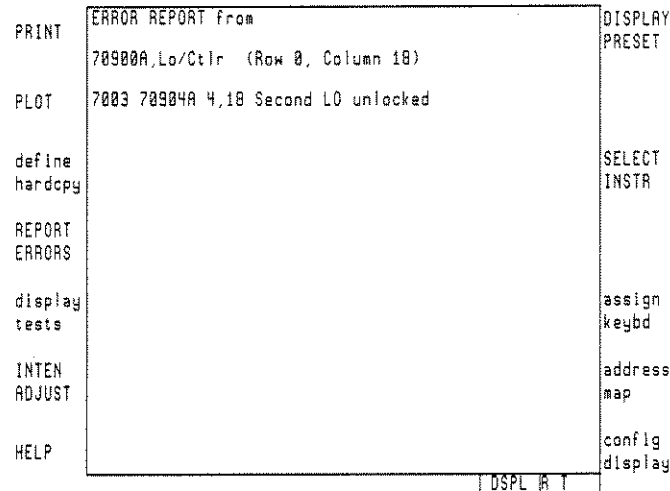 PRINT
PLOT
define
hardcpy
REPORT
ERRORS
display
tests
INTEN
ADJUST
HELP
ERROR REPORT from
70900A,Lo/Ctlr (Row 0, Column 18)
7003 70904A 4,18 Second LO unlocked
DISPLAY
PRESET
SELECT
INSTR
assign
keybd
address
map
config
display
DSPL R T